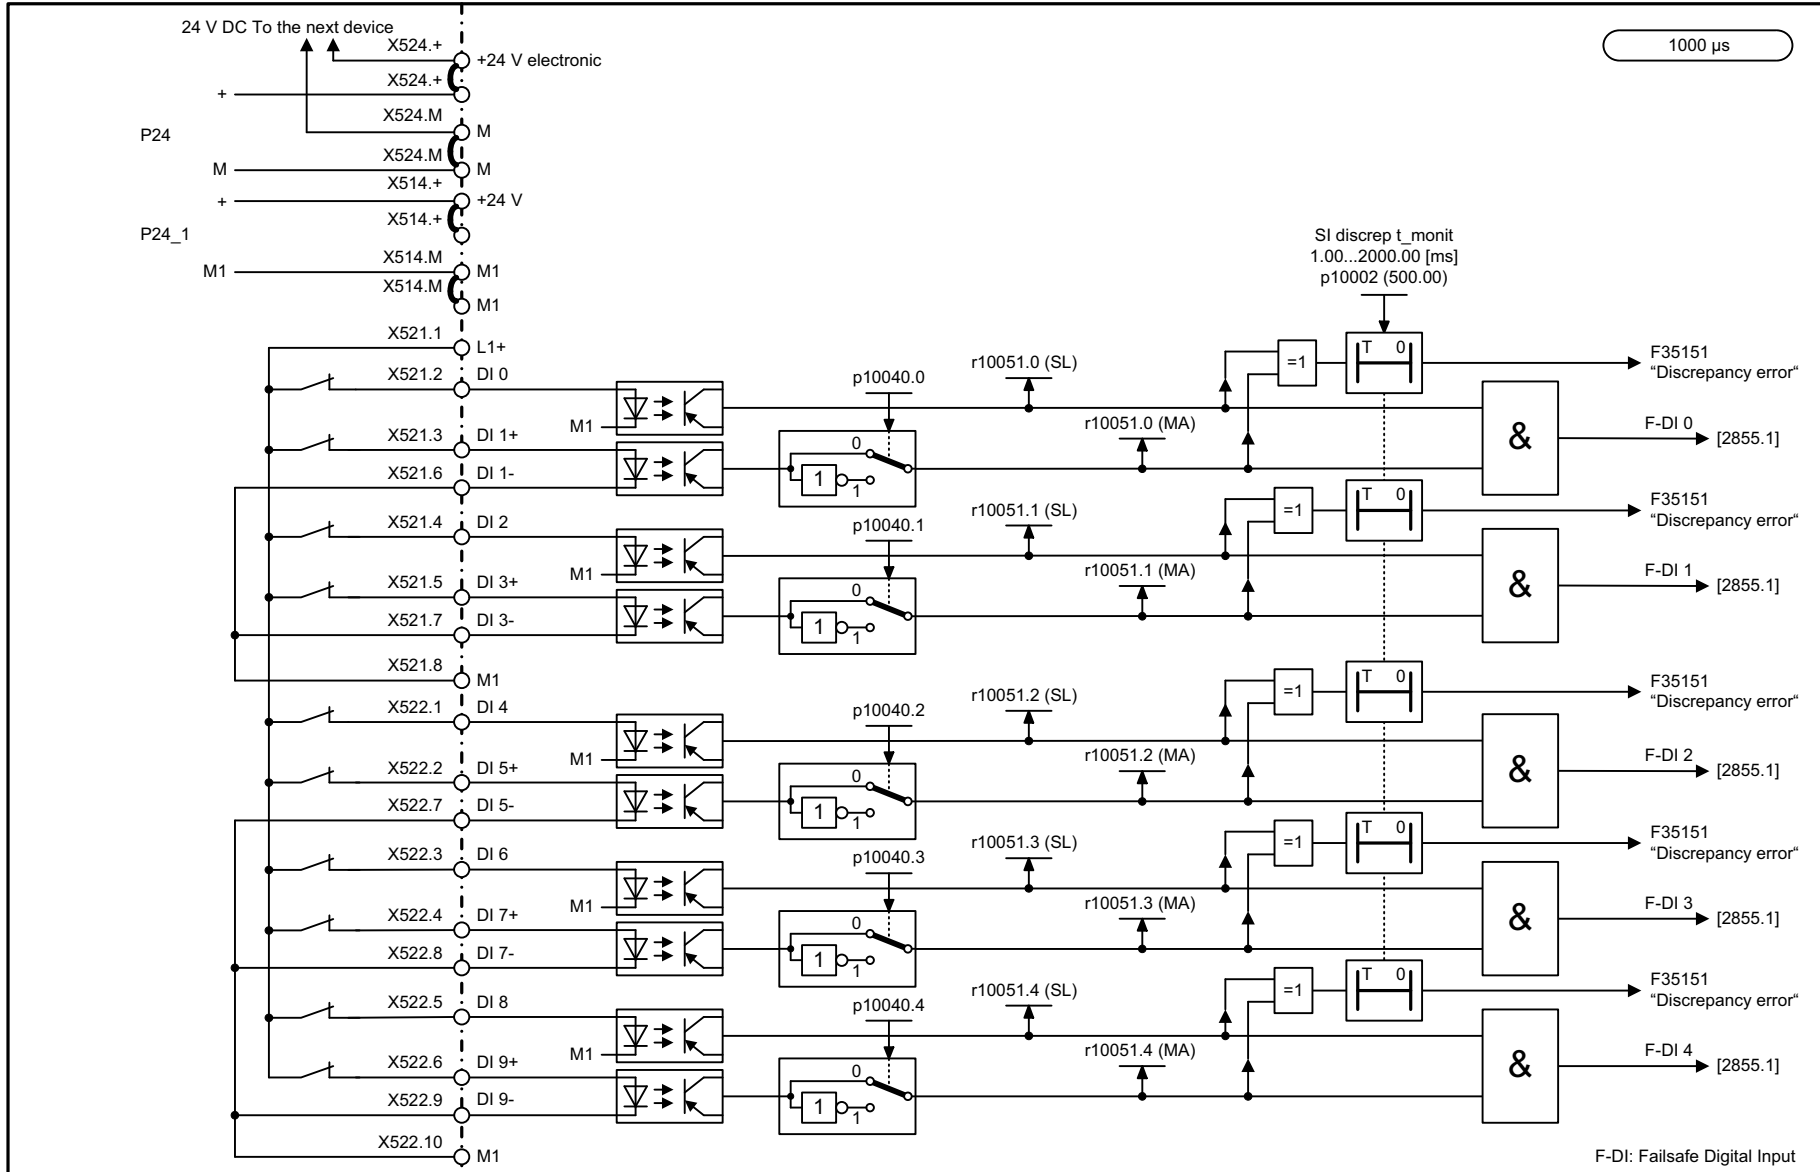 24 V DC To the next device
1000 µs
X524.+
+24 V electronic
X524.+
+
X524.M
M
P24
X524.M
M
M
X514.+
+
+24 V
X514.+
P24_1
X514.M
M1
M1
X514.M
M1
SI discrep t_monit
1.00...2000.00 [ms]
p10002 (500.00)
X521.1
L1+
X521.2
DI 0
M1
p10040.0
r10051.0 (SL)
=1
T 0
F35151
“Discrepancy error“
X521.3
DI 1+
0
1
1
r10051.0 (MA)
&
F-DI 0
[2855.1]
X521.6
DI 1-
X521.4
DI 2
M1
p10040.1
r10051.1 (SL)
=1
T 0
F35151
“Discrepancy error“
X521.5
DI 3+
0
1
1
r10051.1 (MA)
&
F-DI 1
[2855.1]
X521.7
DI 3-
X521.8
M1
X522.1
DI 4
M1
p10040.2
r10051.2 (SL)
=1
T 0
F35151
“Discrepancy error“
X522.2
DI 5+
0
1
1
r10051.2 (MA)
&
F-DI 2
[2855.1]
X522.7
DI 5-
X522.3
DI 6
M1
p10040.3
r10051.3 (SL)
=1
T 0
F35151
“Discrepancy error“
X522.4
DI 7+
0
1
1
r10051.3 (MA)
&
F-DI 3
[2855.1]
X522.8
DI 7-
X522.5
DI 8
M1
p10040.4
r10051.4 (SL)
=1
T 0
F35151
“Discrepancy error“
X522.6
DI 9+
0
1
1
r10051.4 (MA)
&
F-DI 4
[2855.1]
X522.9
DI 9-
X522.10
M1
F-DI: Failsafe Digital Input